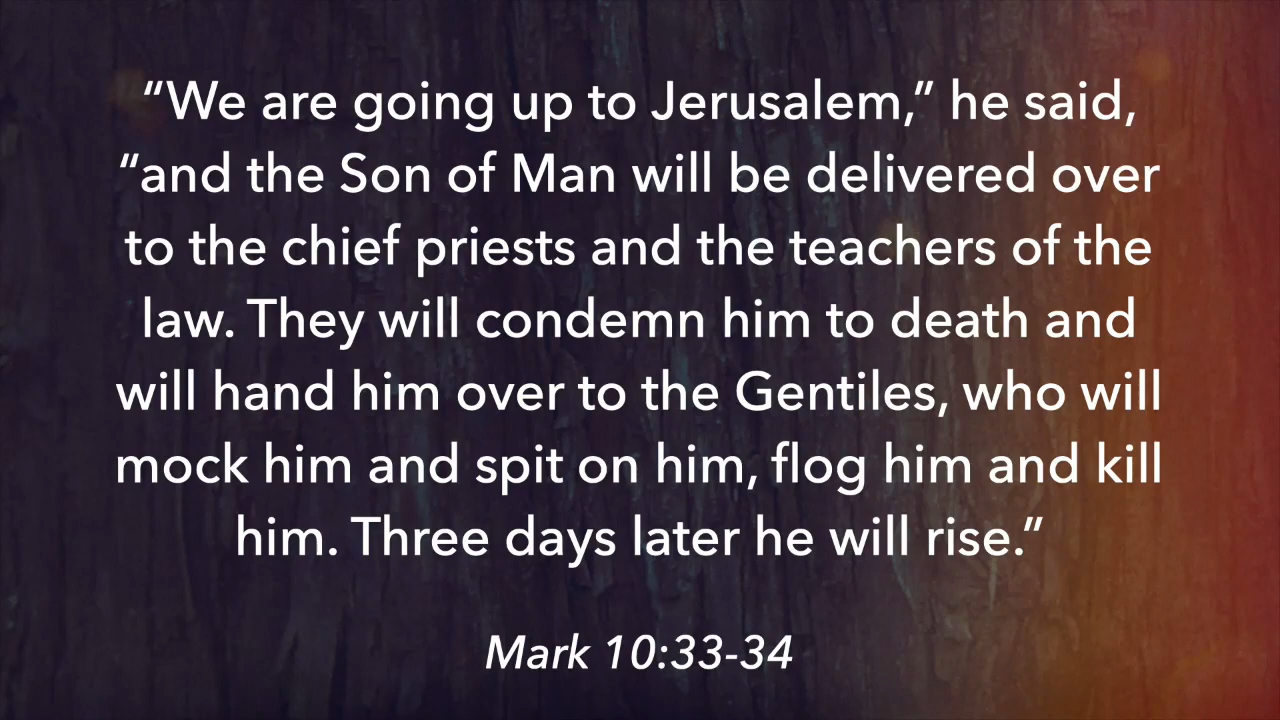 “We are going up to Jerusalem,” he said,
“and the Son of Man will be delivered over
to the chief priests and the teachers of the
law. They will condemn him to death and
will hand him over to the Gentiles, who will
mock him and spit on him, flog him and kill
him. Three days later he will rise.”
Mark 10:33-34